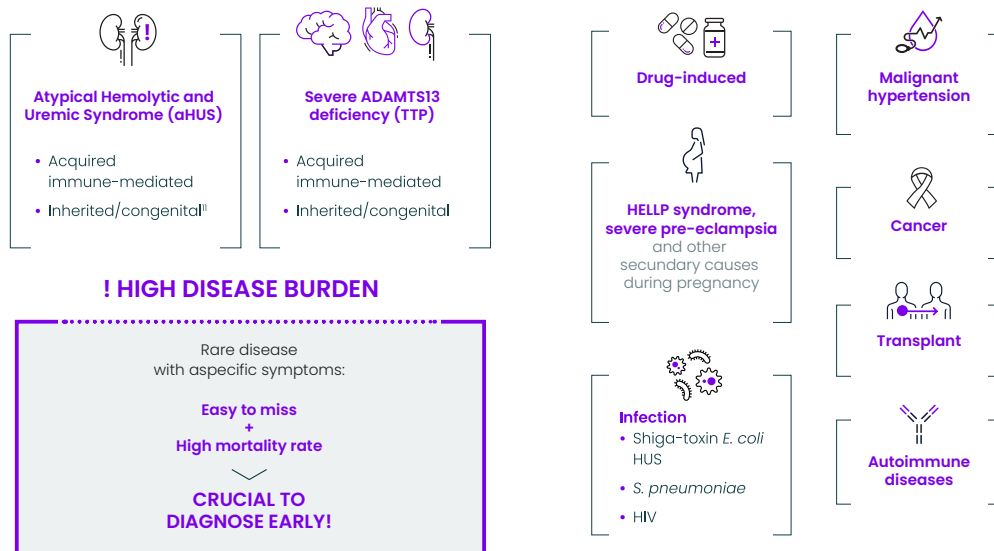 !
Atypical Hemolytic and
Uremic Syndrome (aHUS)
• Acquired
immune-mediated
• Inherited/congenital¹¹
Severe ADAMTS13
deficiency (TTP)
• Acquired
immune-mediated
• Inherited/congenital
! HIGH DISEASE BURDEN
Rare disease
with aspecific symptoms:
Easy to miss
+
High mortality rate
CRUCIAL TO
DIAGNOSE EARLY!
Drug-induced
HELLP syndrome,
severe pre-eclampsia
and other
secundary causes
during pregnancy
Infection
• Shiga-toxin E. coli
HUS
• S. pneumoniae
• HIV
Malignant
hypertension
Cancer
Transplant
Autoimmune
diseases